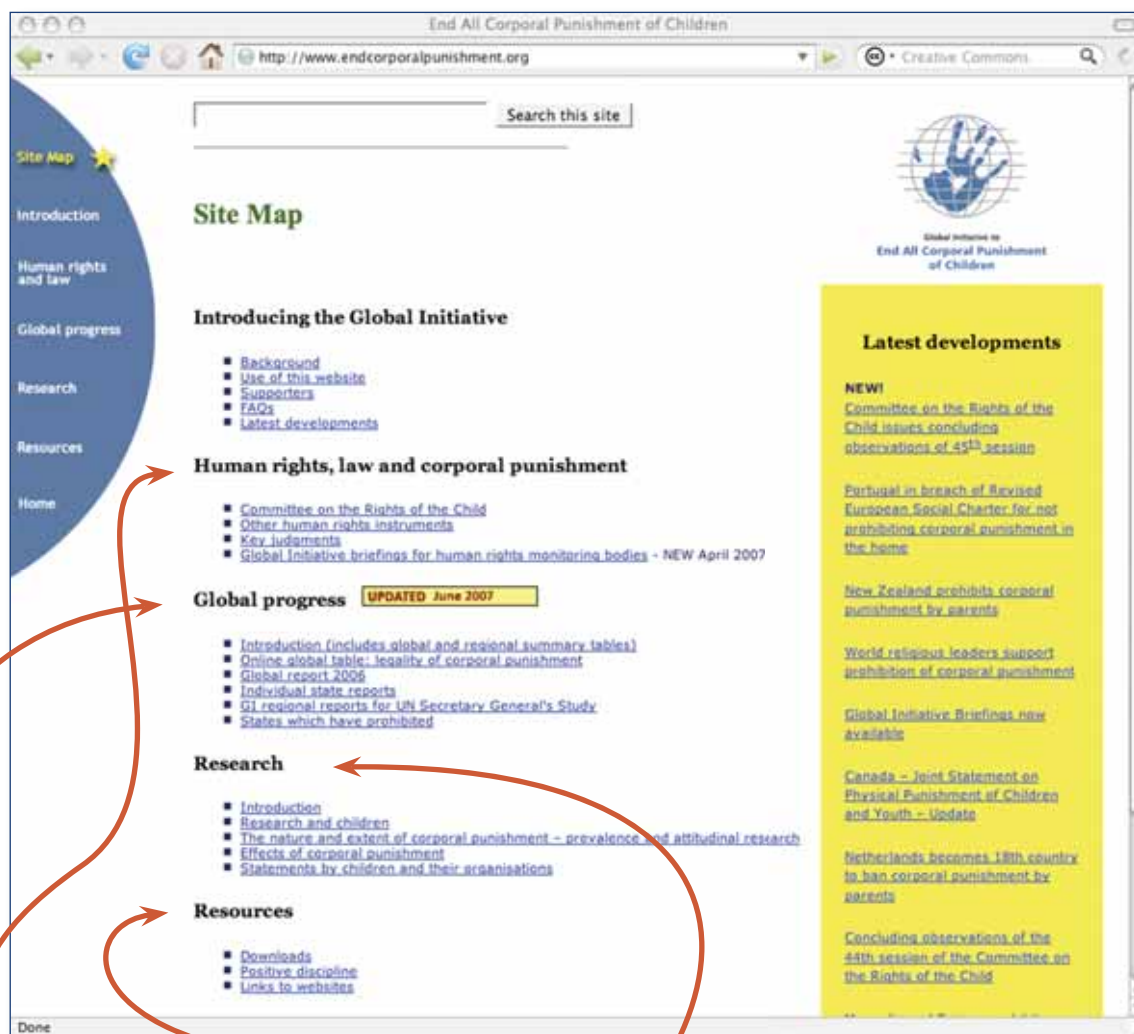 End All Corporal Punishment of Children
http://www.endcorporalpunishment.org
Creative Commons
Search this site
Site Map
Introduction
Human rights
and law
Global progress
Research
Resources
Home
Site Map
Introducing the Global Initiative
Background
Use of this website
Supporters
FAQs
Latest developments
Human rights, law and corporal punishment
Committee on the Rights of the Child
Other human rights instruments
Key judgments
Global Initiative briefings for human rights monitoring bodies - NEW April 2007
Global progress UPDATED June 2007
Introduction (includes global and regional summary tables)
Online global table: legality of corporal punishment
Global report 2006
Individual state reports
GI regional reports for UN Secretary General's Study
States which have prohibited
Research
Introduction
Research and children
The nature and extent of corporal punishment – prevalence and attitudinal research
Effects of corporal punishment
Statements by children and their organisations
Resources
Downloads
Positive discipline
Links to websites
Global Initiative to
End All Corporal Punishment
of Children
Latest developments
NEW!
Committee on the Rights of the
Child issues concluding
observations of 45th session
Portugal in breach of Revised
European Social Charter for not
prohibiting corporal punishment in
the home
New Zealand prohibits corporal
punishment by parents
World religious leaders support
prohibition of corporal punishment
Global Initiative Briefings now
available
Canada – Joint Statement on
Physical Punishment of Children
and Youth – Update
Netherlands becomes 18th country
to ban corporal punishment by
parents
Concluding observations of the
44th session of the Committee on
the Rights of the Child
Done